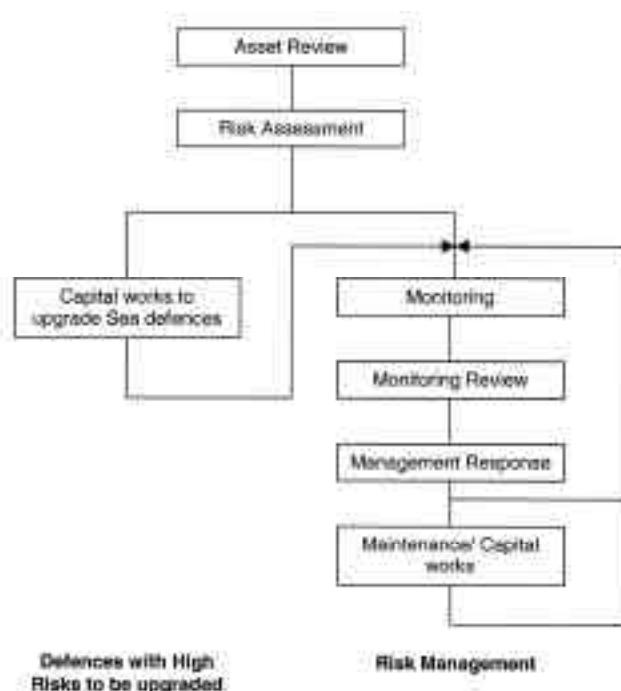 Asset Review
Risk Assessment
Capital works to
upgrade Sea defences
Monitoring
Monitoring Review
Management Response
Maintenance/ Capital
works
Defences with High
Risks to be upgraded
Risk Management